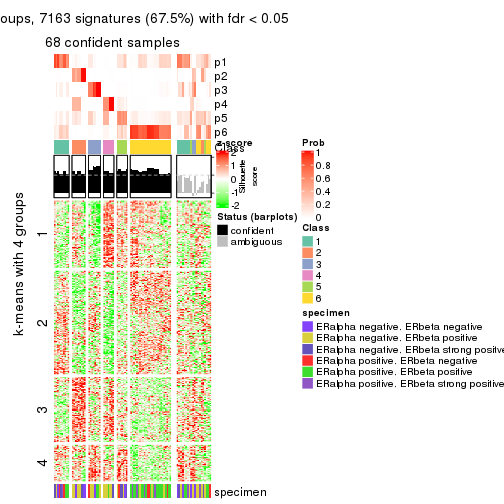 oups, 7163 signatures (67.5%) with fdr < 0.05
68 confident samples
p1
p2
p3
p4
p5
p6
Class
z-score
2
1
0
-1
-2
Silhouette
score
Status (barplots)
confident
ambiguous
Prob
1
0.8
0.6
0.4
0.2
0
Class
1
2
3
4
5
6
specimen
ERalpha negative. ERbeta negative
ERalpha negative. ERbeta positive
ERalpha negative. ERbeta strong positive
ERalpha positive. ERbeta negative
ERalpha positive. ERbeta positive
ERalpha positive. ERbeta strong positive
k-means with 4 groups
1
2
3
4
specimen